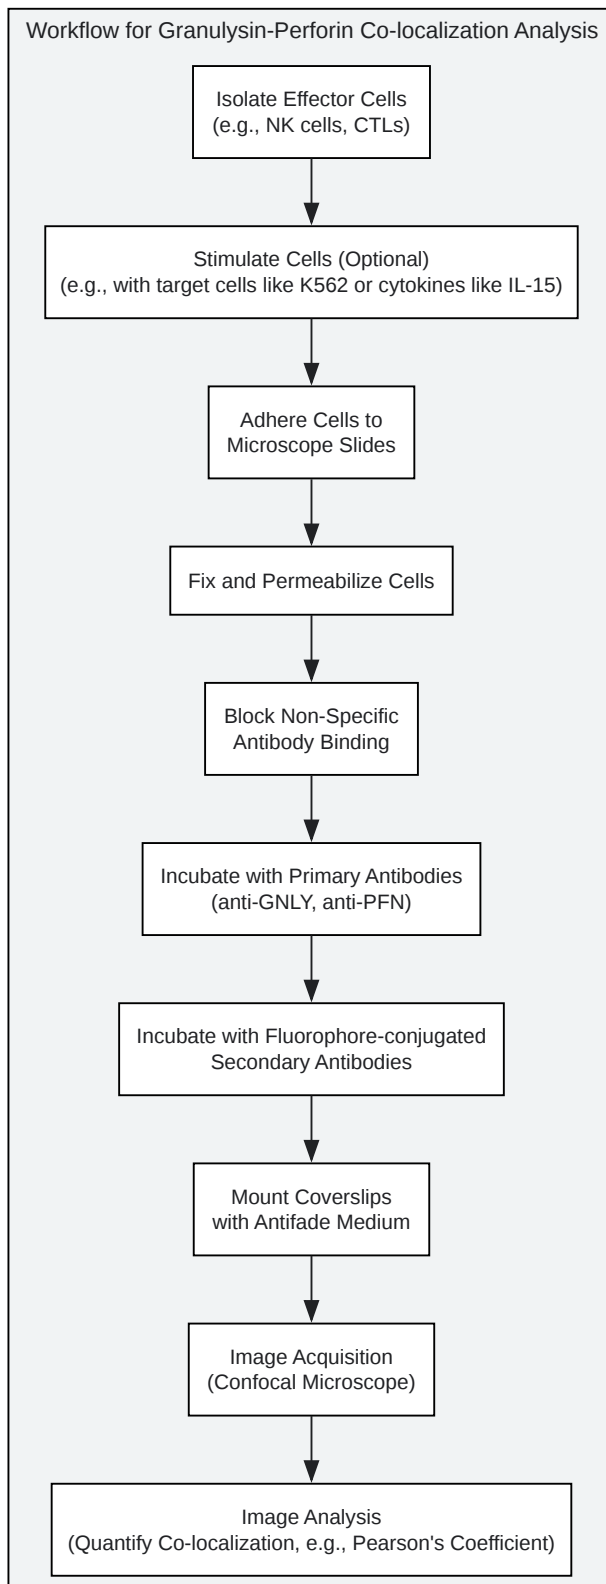 Workflow for Granulysin-Perforin Co-localization Analysis
Isolate Effector Cells
(e.g., NK cells, CTLs)
Stimulate Cells (Optional)
(e.g., with target cells like K562 or cytokines like IL-15)
Adhere Cells to
Microscope Slides
Fix and Permeabilize Cells
Block Non-Specific
Antibody Binding
Incubate with Primary Antibodies
(anti-GNLY, anti-PFN)
Incubate with Fluorophore-conjugated
Secondary Antibodies
Mount Coverslips
with Antifade Medium
Image Acquisition
(Confocal Microscope)
Image Analysis
(Quantify Co-localization, e.g., Pearson's Coefficient)